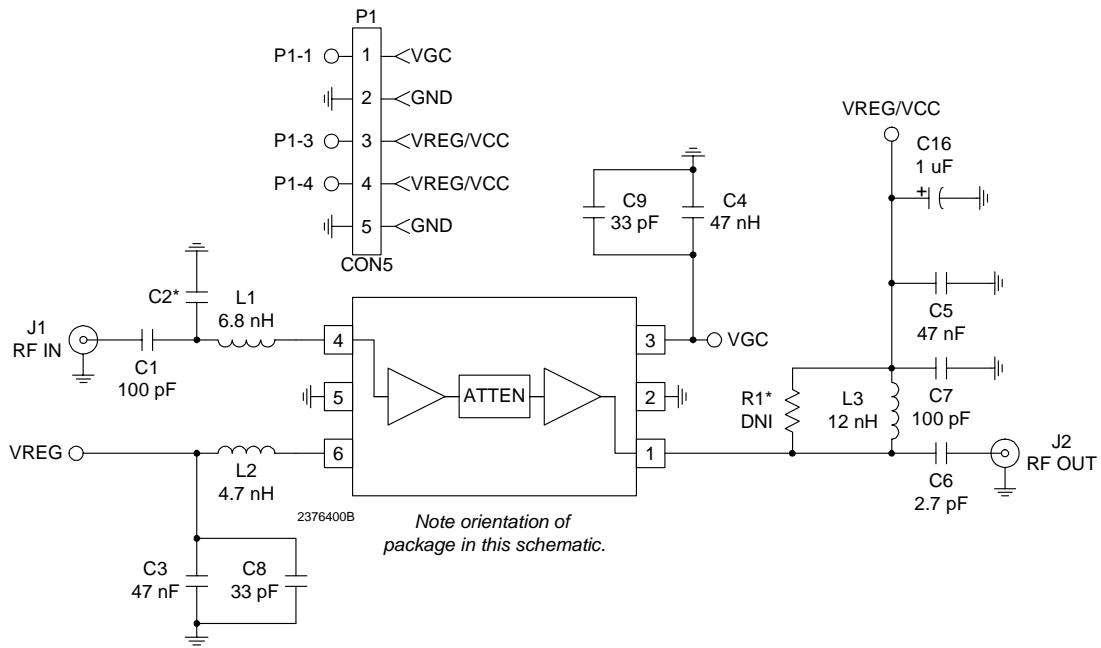 P1
P1-1
1
VGC
2
GND
P1-3
3
VREG/VCC
P1-4
4
VREG/VCC
5
GND
CON5
VREG/VCC
C16
1 uF
+
C9
33 pF
C4
47 nH
C2*
L1
6.8 nH
J1
RF IN
C1
100 pF
4
5
6
ATTEN
3
2
1
VGC
C5
47 nF
R1*
DNI
L3
12 nH
C7
100 pF
J2
RF OUT
C6
2.7 pF
VREG
L2
4.7 nH
2376400B
Note orientation of
package in this schematic.
C3
47 nF
C8
33 pF